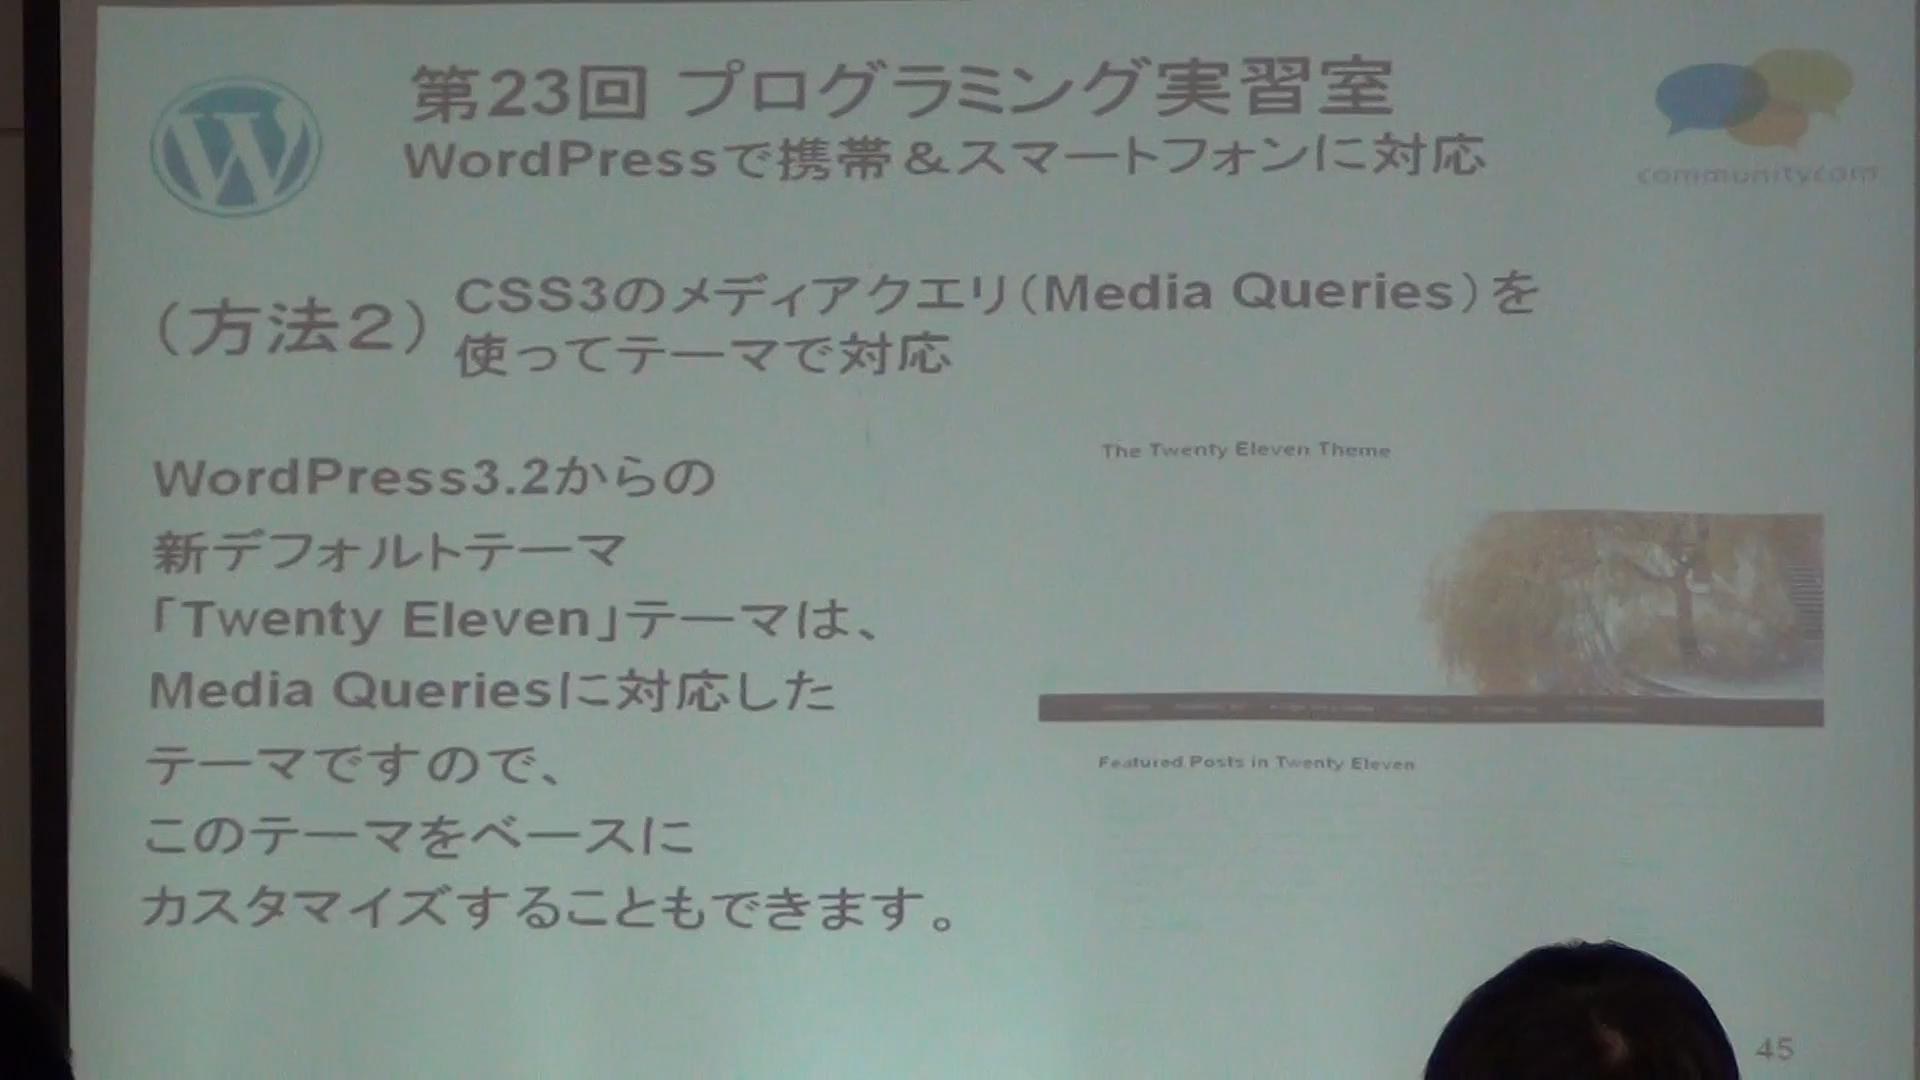 第23回 プログラミング実習室
WordPressで携帯＆スマートフォンに対応
communitycom
（方法２）
CSS3のメディアクエリ（Media Queries）を
使ってテーマで対応
WordPress3.2からの
新デフォルトテーマ
「Twenty Eleven」テーマは、
Media Queriesに対応した
テーマですので、
このテーマをベースに
カスタマイズすることもできます。
The Twenty Eleven Theme
Featured Posts in Twenty Eleven
45